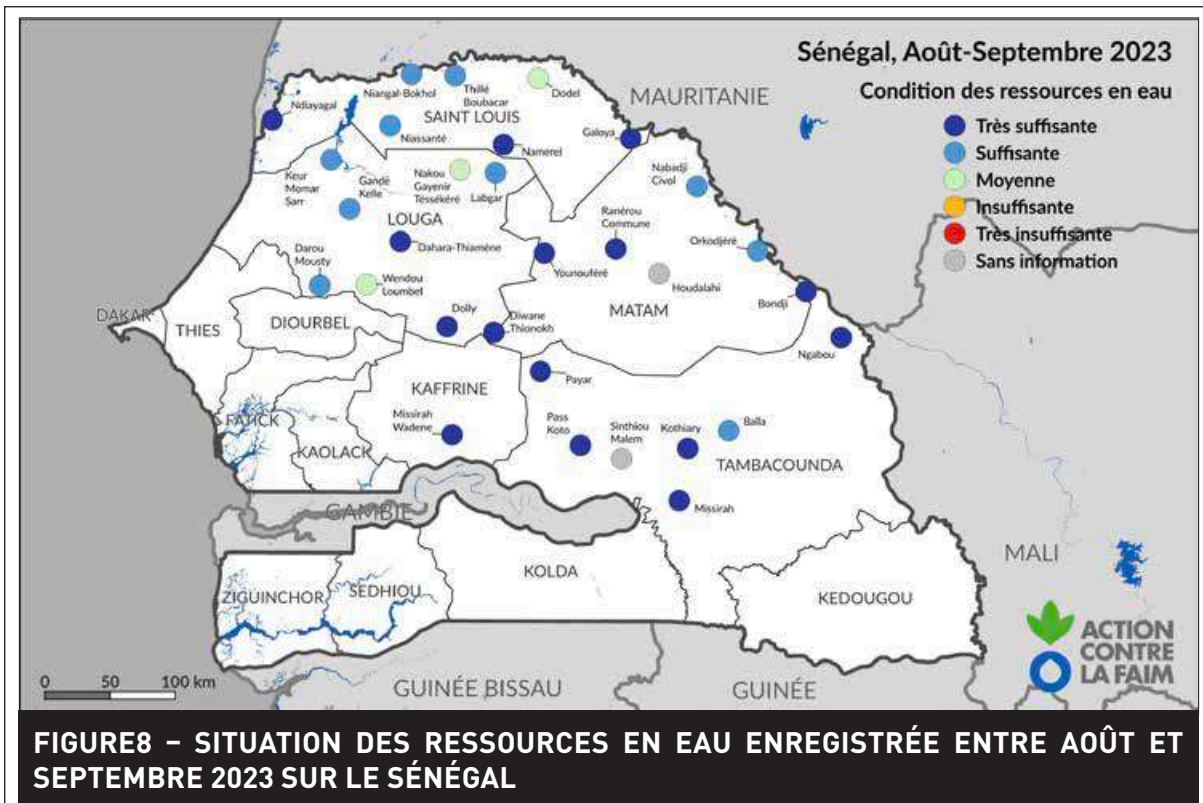 Sénégal, Août-Septembre 2023
Condition des ressources en eau
Très suffisante
Suffisante
Moyenne
Insuffisante
Très insuffisante
Sans information
MAURITANIE
Niangal-Bokhol
Thillé
Boubacar
Dodel
Ndiayagal
SAINT LOUIS
Niassanté
Namerel
Galoya
Keur
Momar
Sarr
Gandé
Kelle
Nakou
Gayenir
Téssékéré
Labgar
Nabadji
Civol
LOUGA
Ranérou
Commune
Dahara-Thiamène
Orkodjéré
Darou
Mousty
Wendou
Loumbel
Younouféré
Houdalahi
DAKAR
THIES
DIOURBEL
Dolly
Diwane
Thionokh
MATAM
Bondji
Ngabou
KAFFRINE
Payar
FATICK
KAOLACK
Missirah
Wadene
Pass
Koto
Sinthiou
Malem
Kothiary
Balla
TAMBACOUNDA
Missirah
GAMBIE
MALI
ZIGUINCHOR
SEDHIOU
KOLDA
KEDOUGOU
0 50 100 km
GUINÉE BISSAU
GUINÉE
ACTION
CONTRE
LA FAIM
FIGURE8 – SITUATION DES RESSOURCES EN EAU ENREGISTRÉE ENTRE AOÛT ET
SEPTEMBRE 2023 SUR LE SÉNÉGAL